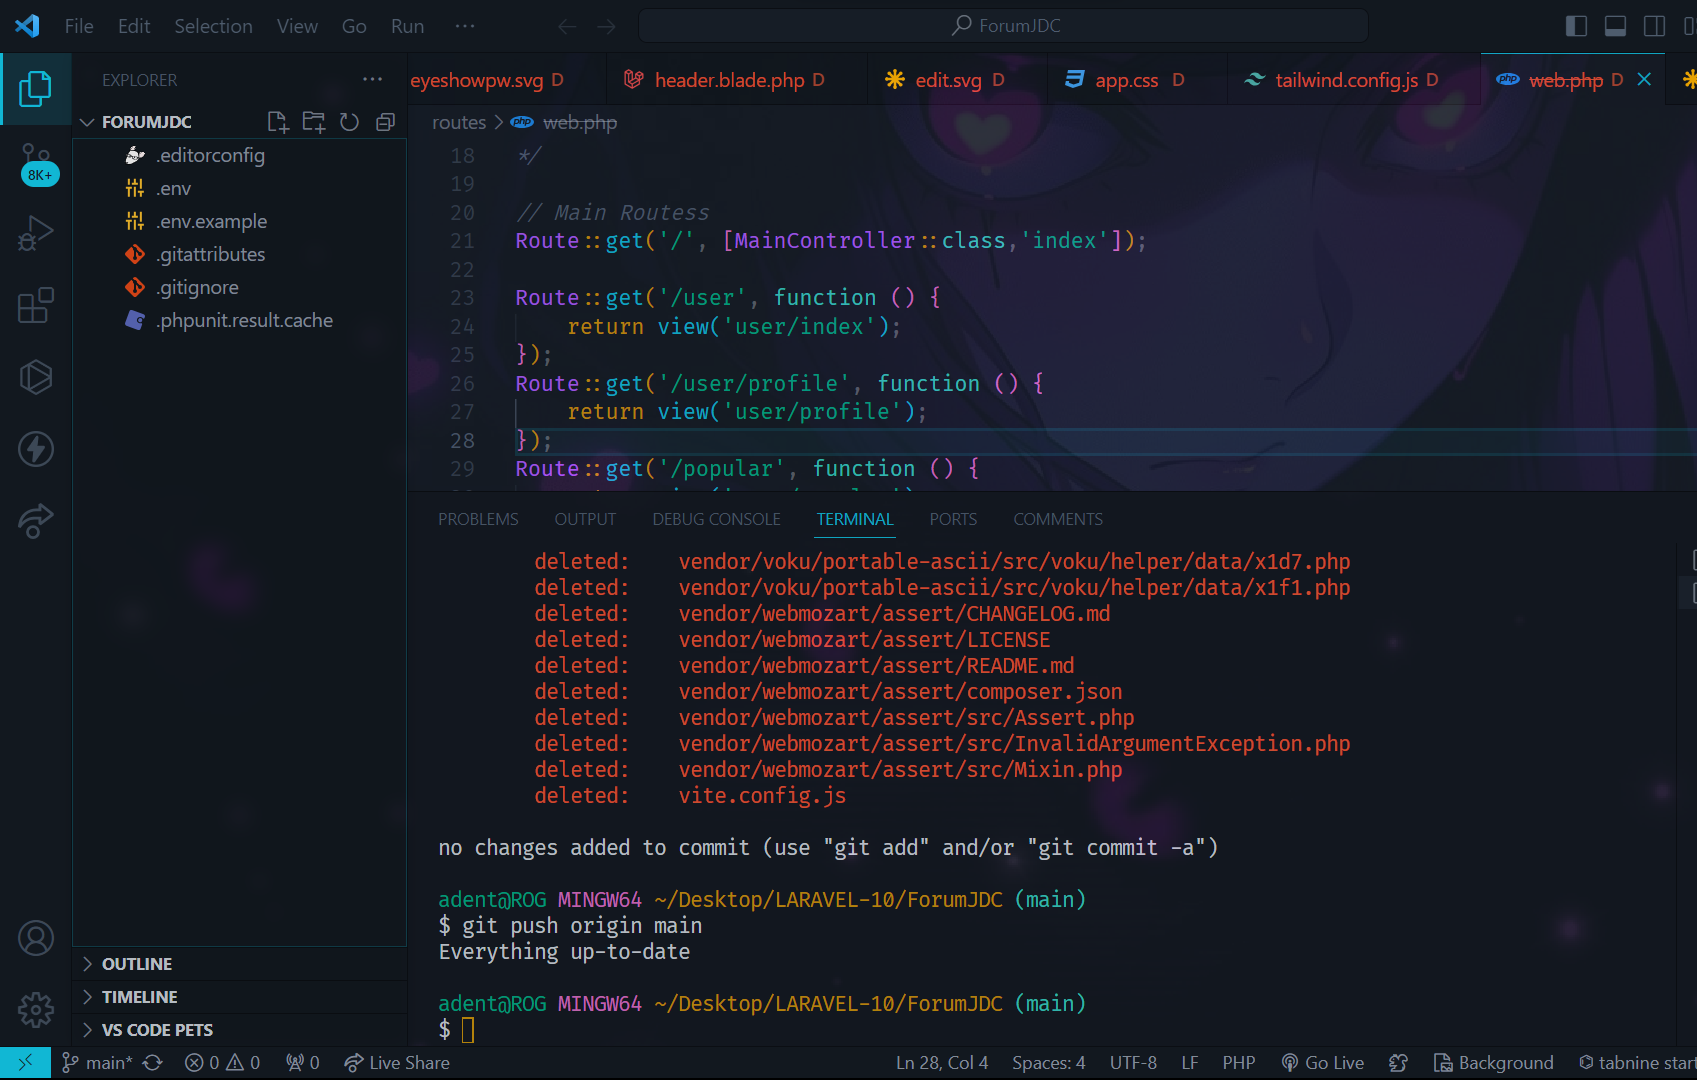 File Edit Selection View Go Run ···
ForumJDC
EXPLORER
FORUMJDC
.editorconfig
.env
.env.example
.gitattributes
.gitignore
.phpunit.result.cache
8K+
OUTLINE
TIMELINE
VS CODE PETS
eyeshowpw.svg D
header.blade.php D
edit.svg D
app.css D
tailwind.config.js D
php web.php D
routes > php web.php
18 */
19
20 // Main Routess
21 Route::get('/', [MainController::class,'index']);
22
23 Route::get('/user', function () {
24     return view('user/index');
25 });
26 Route::get('/user/profile', function () {
27     return view('user/profile');
28 });
29 Route::get('/popular', function () {
PROBLEMS OUTPUT DEBUG CONSOLE TERMINAL PORTS COMMENTS
deleted:    vendor/voku/portable-ascii/src/voku/helper/data/x1d7.php
deleted:    vendor/voku/portable-ascii/src/voku/helper/data/x1f1.php
deleted:    vendor/webmozart/assert/CHANGELOG.md
deleted:    vendor/webmozart/assert/LICENSE
deleted:    vendor/webmozart/assert/README.md
deleted:    vendor/webmozart/assert/composer.json
deleted:    vendor/webmozart/assert/src/Assert.php
deleted:    vendor/webmozart/assert/src/InvalidArgumentException.php
deleted:    vendor/webmozart/assert/src/Mixin.php
deleted:    vite.config.js
no changes added to commit (use "git add" and/or "git commit -a")
adent@ROG MINGW64 ~/Desktop/LARAVEL-10/ForumJDC (main)
$ git push origin main
Everything up-to-date
adent@ROG MINGW64 ~/Desktop/LARAVEL-10/ForumJDC (main)
$
main* 0 0 0 Live Share
Ln 28, Col 4 Spaces: 4 UTF-8 LF PHP Go Live Background tabnine start